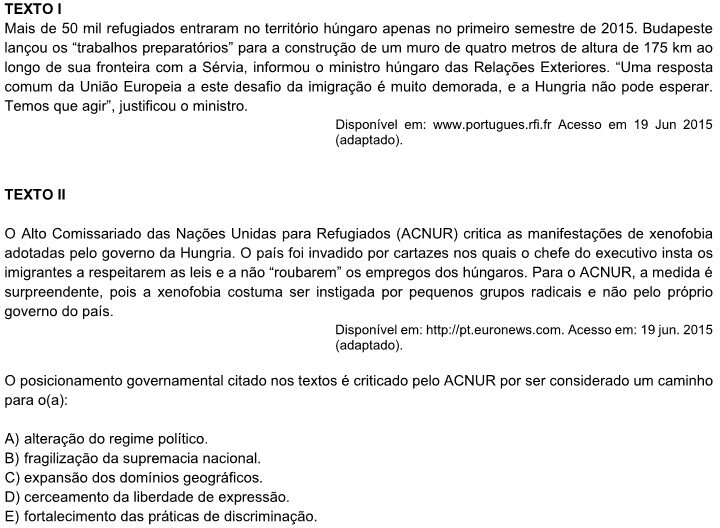 TEXTO I
Mais de 50 mil refugiados entraram no território húngaro apenas no primeiro semestre de 2015. Budapeste
lançou os “trabalhos preparatórios” para a construção de um muro de quatro metros de altura de 175 km ao
longo de sua fronteira com a Sérvia, informou o ministro húngaro das Relações Exteriores. “Uma resposta
comum da União Europeia a este desafio da imigração é muito demorada, e a Hungria não pode esperar.
Temos que agir”, justificou o ministro.
Disponível em: www.portugues.rfi.fr Acesso em 19 Jun 2015
(adaptado).
TEXTO II
O Alto Comissariado das Nações Unidas para Refugiados (ACNUR) critica as manifestações de xenofobia
adotadas pelo governo da Hungria. O país foi invadido por cartazes nos quais o chefe do executivo insta os
imigrantes a respeitarem as leis e a não “roubarem” os empregos dos húngaros. Para o ACNUR, a medida é
surpreendente, pois a xenofobia costuma ser instigada por pequenos grupos radicais e não pelo próprio
governo do país.
Disponível em: http://pt.euronews.com. Acesso em: 19 jun. 2015
(adaptado).
O posicionamento governamental citado nos textos é criticado pelo ACNUR por ser considerado um caminho
para o(a):
A) alteração do regime político.
B) fragilização da supremacia nacional.
C) expansão dos domínios geográficos.
D) cerceamento da liberdade de expressão.
E) fortalecimento das práticas de discriminação.